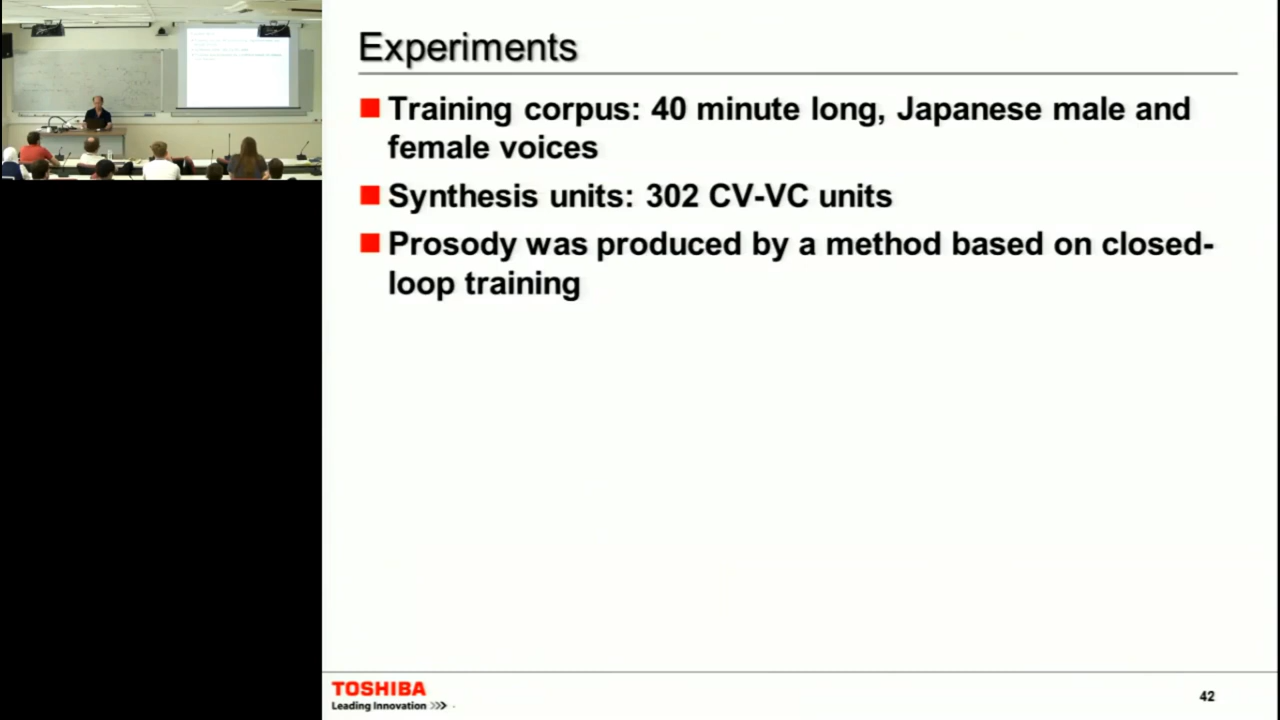 Experiments
Training corpus: 40 minute long, Japanese male and
female voices
Synthesis units: 302 CV-VC units
Prosody was produced by a method based on closed-
loop training
TOSHIBA
Leading Innovation >>>
42